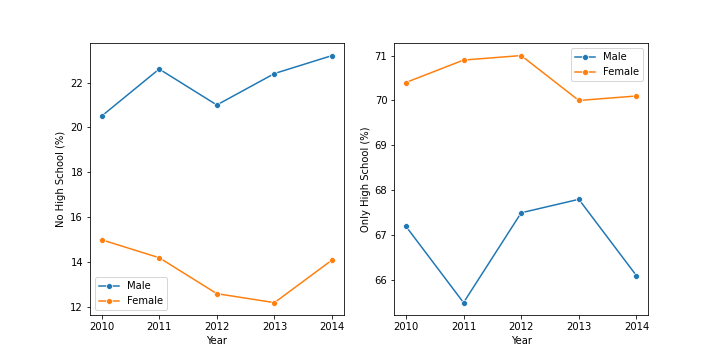 No High School (%)
22
20
18
16
14
12
Male
Female
2010 2011 2012 2013 2014
Year
Only High School (%)
71
70
69
68
67
66
Male
Female
2010 2011 2012 2013 2014
Year